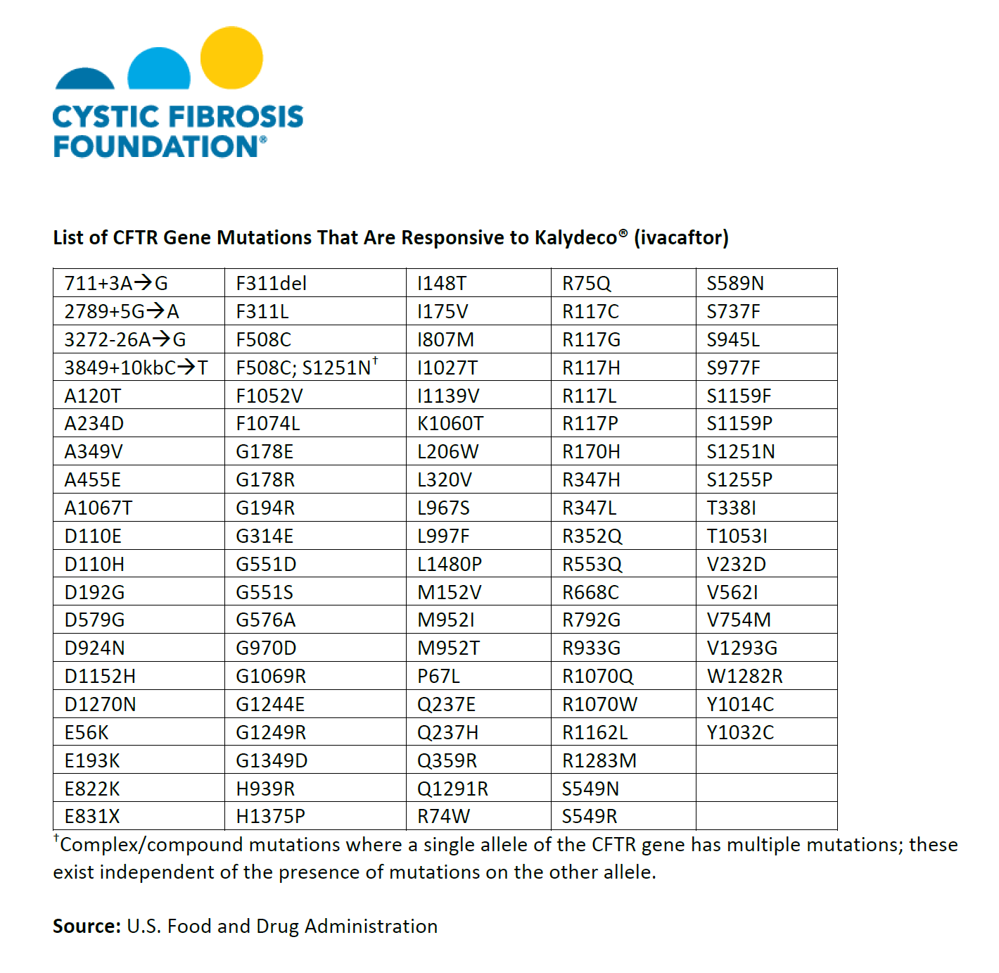 CYSTIC FIBROSIS
FOUNDATION®
List of CFTR Gene Mutations That Are Responsive to Kalydeco® (ivacaftor)
711+3A→G F311del I148T R75Q S589N
2789+5G→A F311L I175V R117C S737F
3272-26A→G F508C I807M R117G S945L
3849+10kbC→T F508C; S1251N† I1027T R117H S977F
A120T F1052V I1139V R117L S1159F
A234D F1074L K1060T R117P S1159P
A349V G178E L206W R170H S1251N
A455E G178R L320V R347H S1255P
A1067T G194R L967S R347L T338I
D110E G314E L997F R352Q T1053I
D110H G551D L1480P R553Q V232D
D192G G551S M152V R668C V562I
D579G G576A M952I R792G V754M
D924N G970D M952T R933G V1293G
D1152H G1069R P67L R1070Q W1282R
D1270N G1244E Q237E R1070W Y1014C
E56K G1249R Q237H R1162L Y1032C
E193K G1349D Q359R R1283M
E822K H939R Q1291R S549N
E831X H1375P R74W S549R
†Complex/compound mutations where a single allele of the CFTR gene has multiple mutations; these
exist independent of the presence of mutations on the other allele.
Source: U.S. Food and Drug Administration